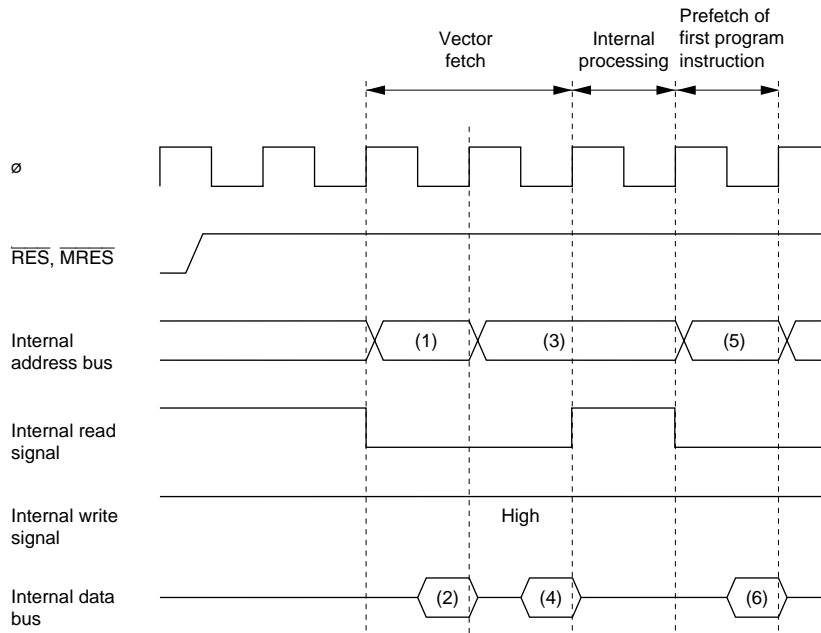 Vector
fetch
Internal
processing
Prefetch of
first program
instruction
ø
RES, MRES
Internal
address bus
(1)
(3)
(5)
Internal read
signal
Internal write
signal
High
Internal data
bus
(2)
(4)
(6)